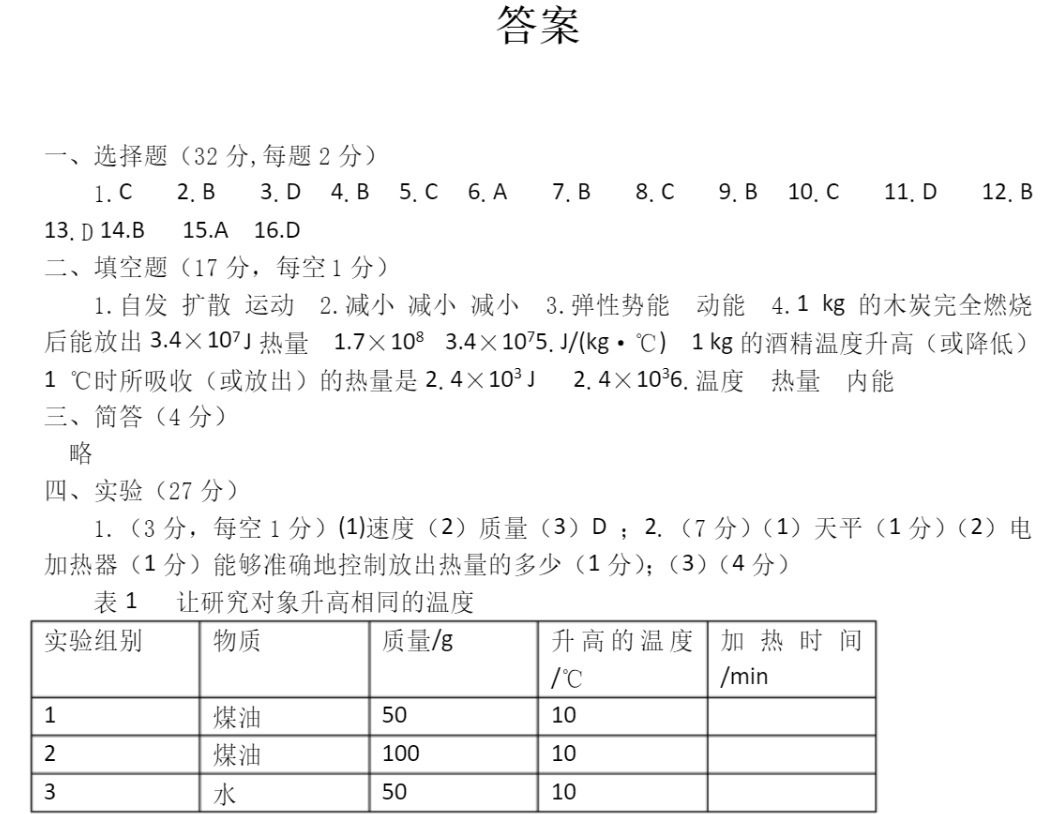 答案
一、选择题（32 分,每题 2 分）
1. C 2. B 3. D 4. B 5. C 6. A 7. B 8. C 9. B 10. C 11. D 12. B
13. D 14.B 15.A 16.D
二、填空题（17 分，每空 1 分）
1.自发 扩散 运动 2.减小 减小 减小 3.弹性势能 动能 4.1 kg 的木炭完全燃烧
后能放出 3.4×10⁷J 热量 1.7×10⁸ 3.4×10⁷5. J/(kg·℃) 1 kg 的酒精温度升高（或降低）
1 ℃时所吸收（或放出）的热量是 2. 4×10³ J 2. 4×10³6. 温度 热量 内能
三、简答（4 分）
略
四、实验（27 分）
1.（3 分，每空 1 分）(1)速度（2）质量（3）D ；2.（7 分）（1）天平（1 分）（2）电
加热器（1 分）能够准确地控制放出热量的多少（1 分）;（3）（4 分）
表 1 让研究对象升高相同的温度
实验组别 物质 质量/g 升高的温度 加热时间
/℃ /min
1 煤油 50 10
2 煤油 100 10
3 水 50 10